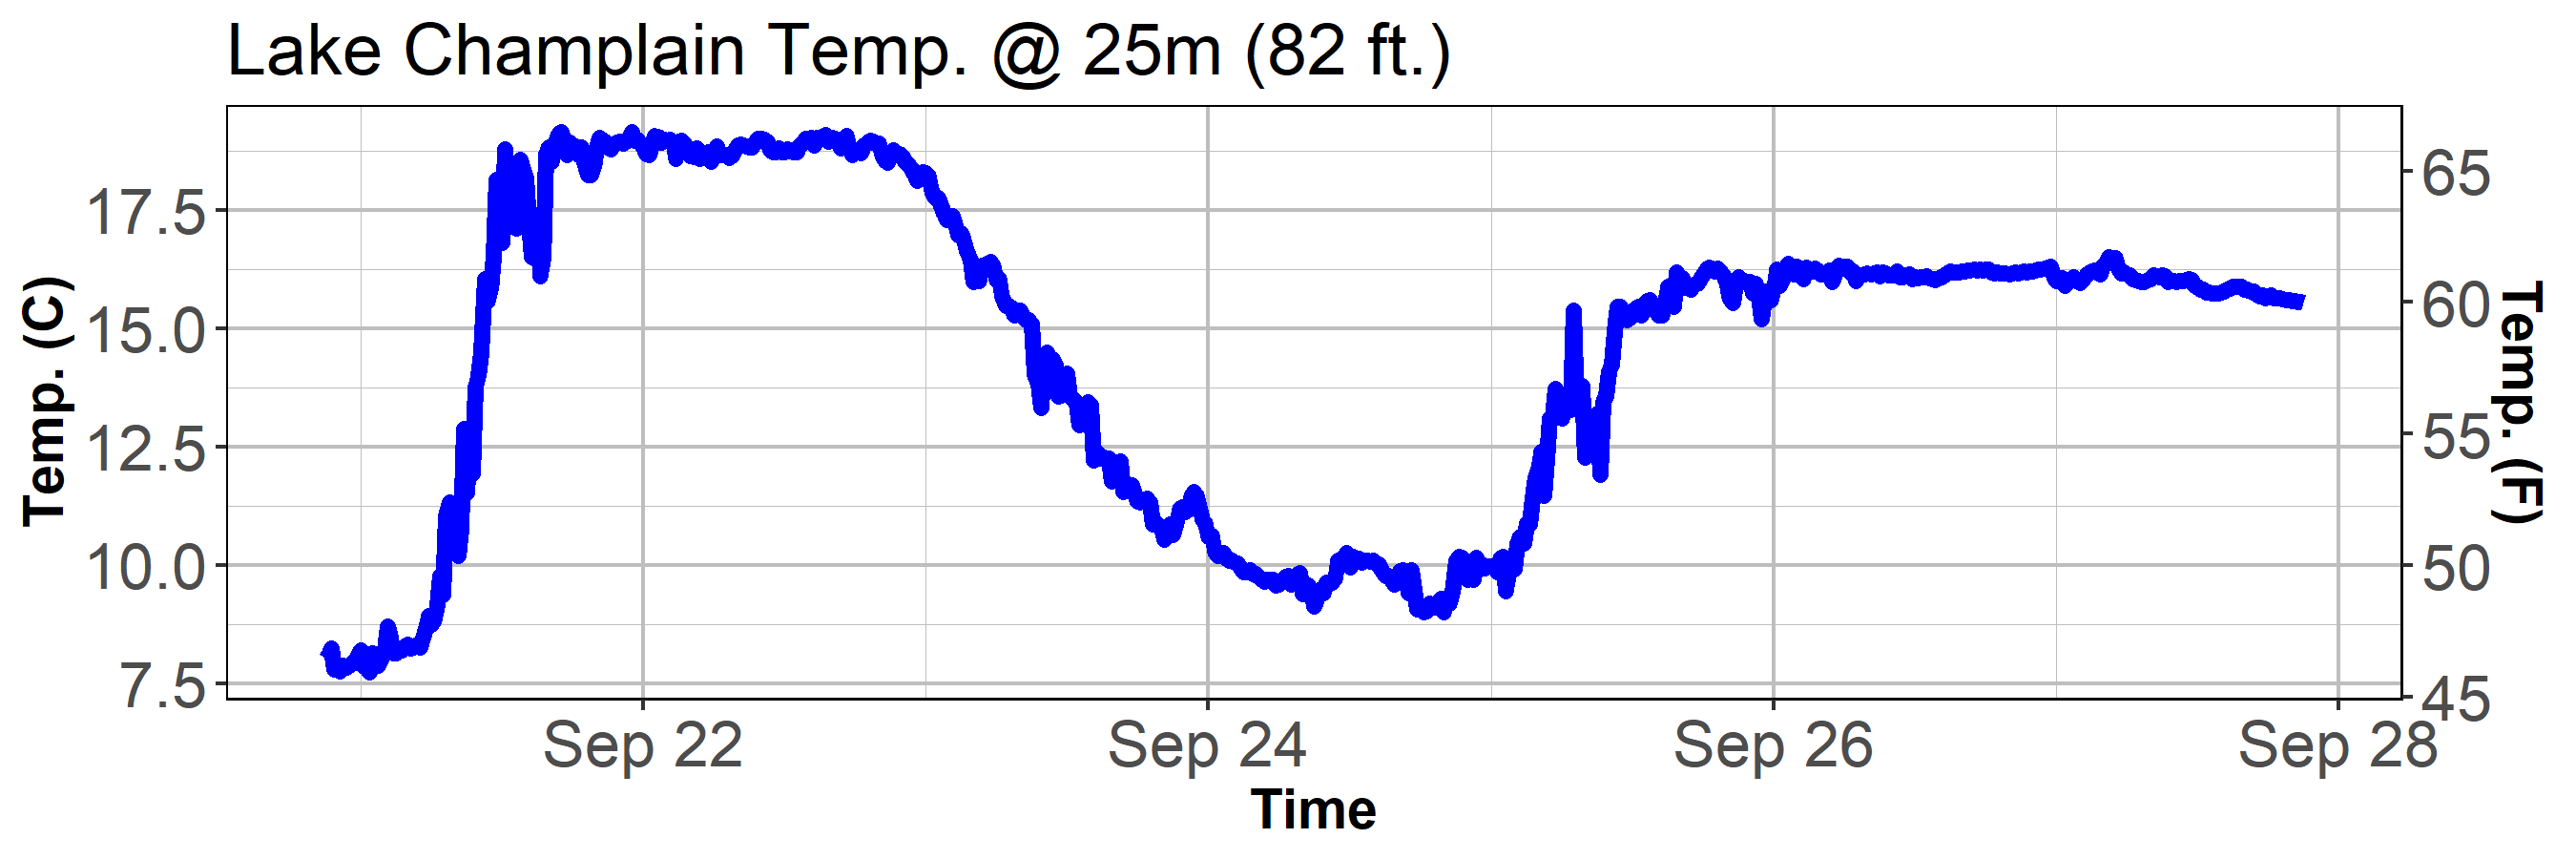 Lake Champlain Temp. @ 25m (82 ft.)
Temp. (C)
17.5
15.0
12.5
10.0
7.5
65
60
55
50
45
Temp. (F)
Sep 22 Sep 24 Sep 26 Sep 28
Time